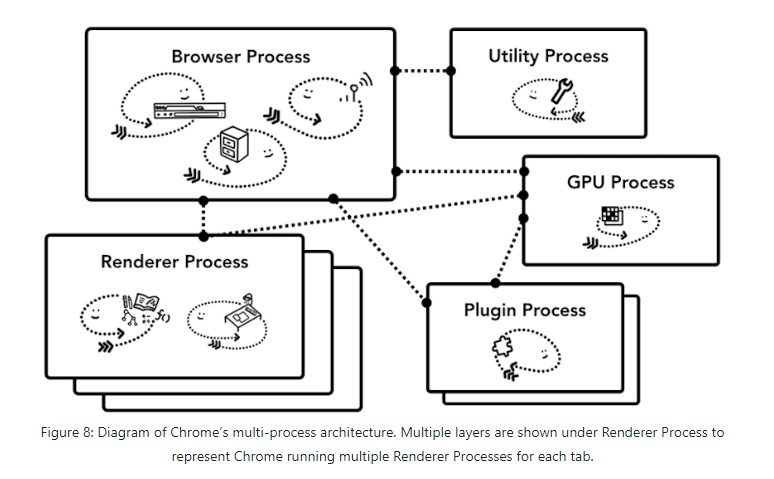 Browser Process
Utility Process
GPU Process
Renderer Process
f()
Plugin Process
Figure 8: Diagram of Chrome’s multi-process architecture. Multiple layers are shown under Renderer Process to
represent Chrome running multiple Renderer Processes for each tab.